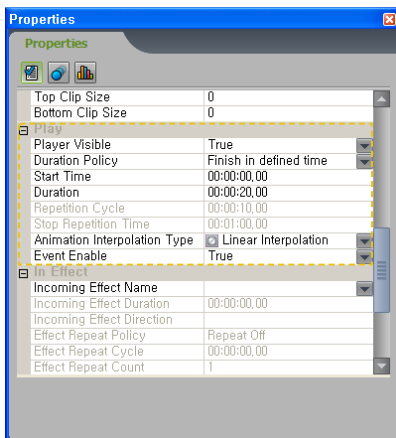 Properties
Properties
Top Clip Size 0
Bottom Clip Size 0
Play
Player Visible True
Duration Policy Finish in defined time
Start Time 00:00:00,00
Duration 00:00:20,00
Repetition Cycle 00:00:10,00
Stop Repetition Time 00:01:00,00
Animation Interpolation Type Linear Interpolation
Event Enable True
In Effect
Incoming Effect Name
Incoming Effect Duration 00:00:00,00
Incoming Effect Direction
Effect Repeat Policy Repeat Off
Effect Repeat Cycle 00:00:00,00
Effect Repeat Count 1